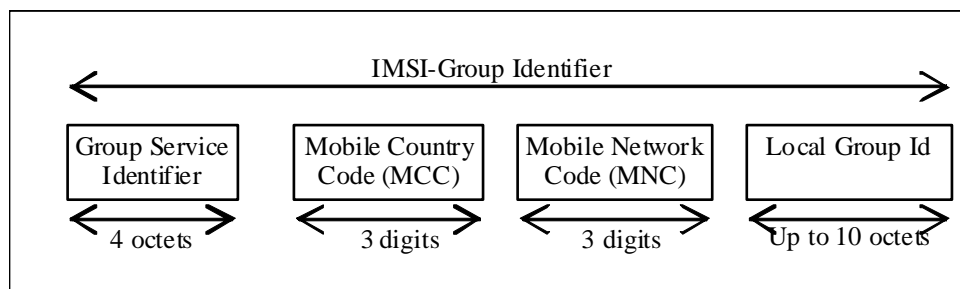 IMSI-Group Identifier
Group Service
Identifier
Mobile Country
Code (MCC)
Mobile Network
Code (MNC)
Local Group Id
4 octets
3 digits
3 digits
Up to 10 octets